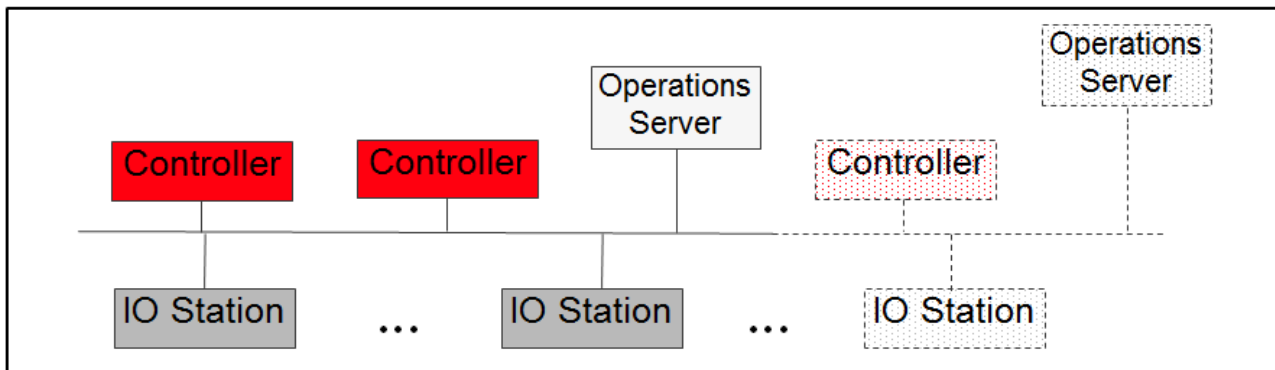 Operations
Server
Operations
Server
Controller
Controller
Controller
IO Station
...
IO Station
...
IO Station